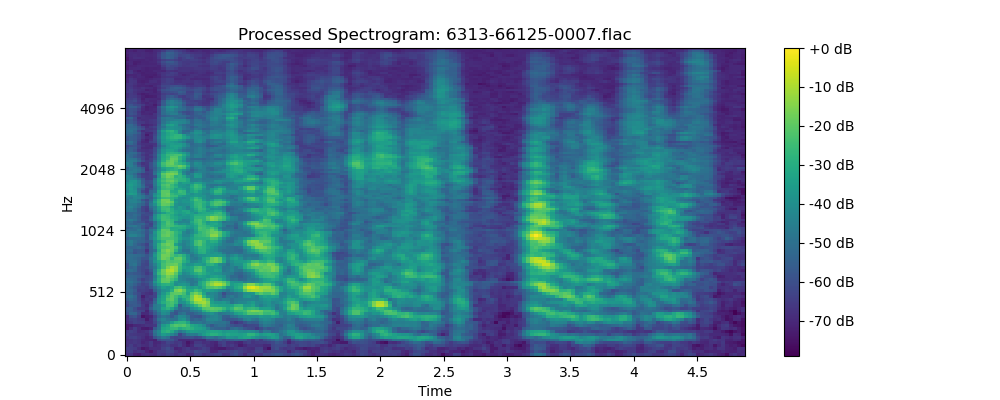 Processed Spectrogram: 6313-66125-0007.flac
Hz
4096
2048
1024
512
0
0 0.5 1 1.5 2 2.5 3 3.5 4 4.5
Time
+0 dB
-10 dB
-20 dB
-30 dB
-40 dB
-50 dB
-60 dB
-70 dB